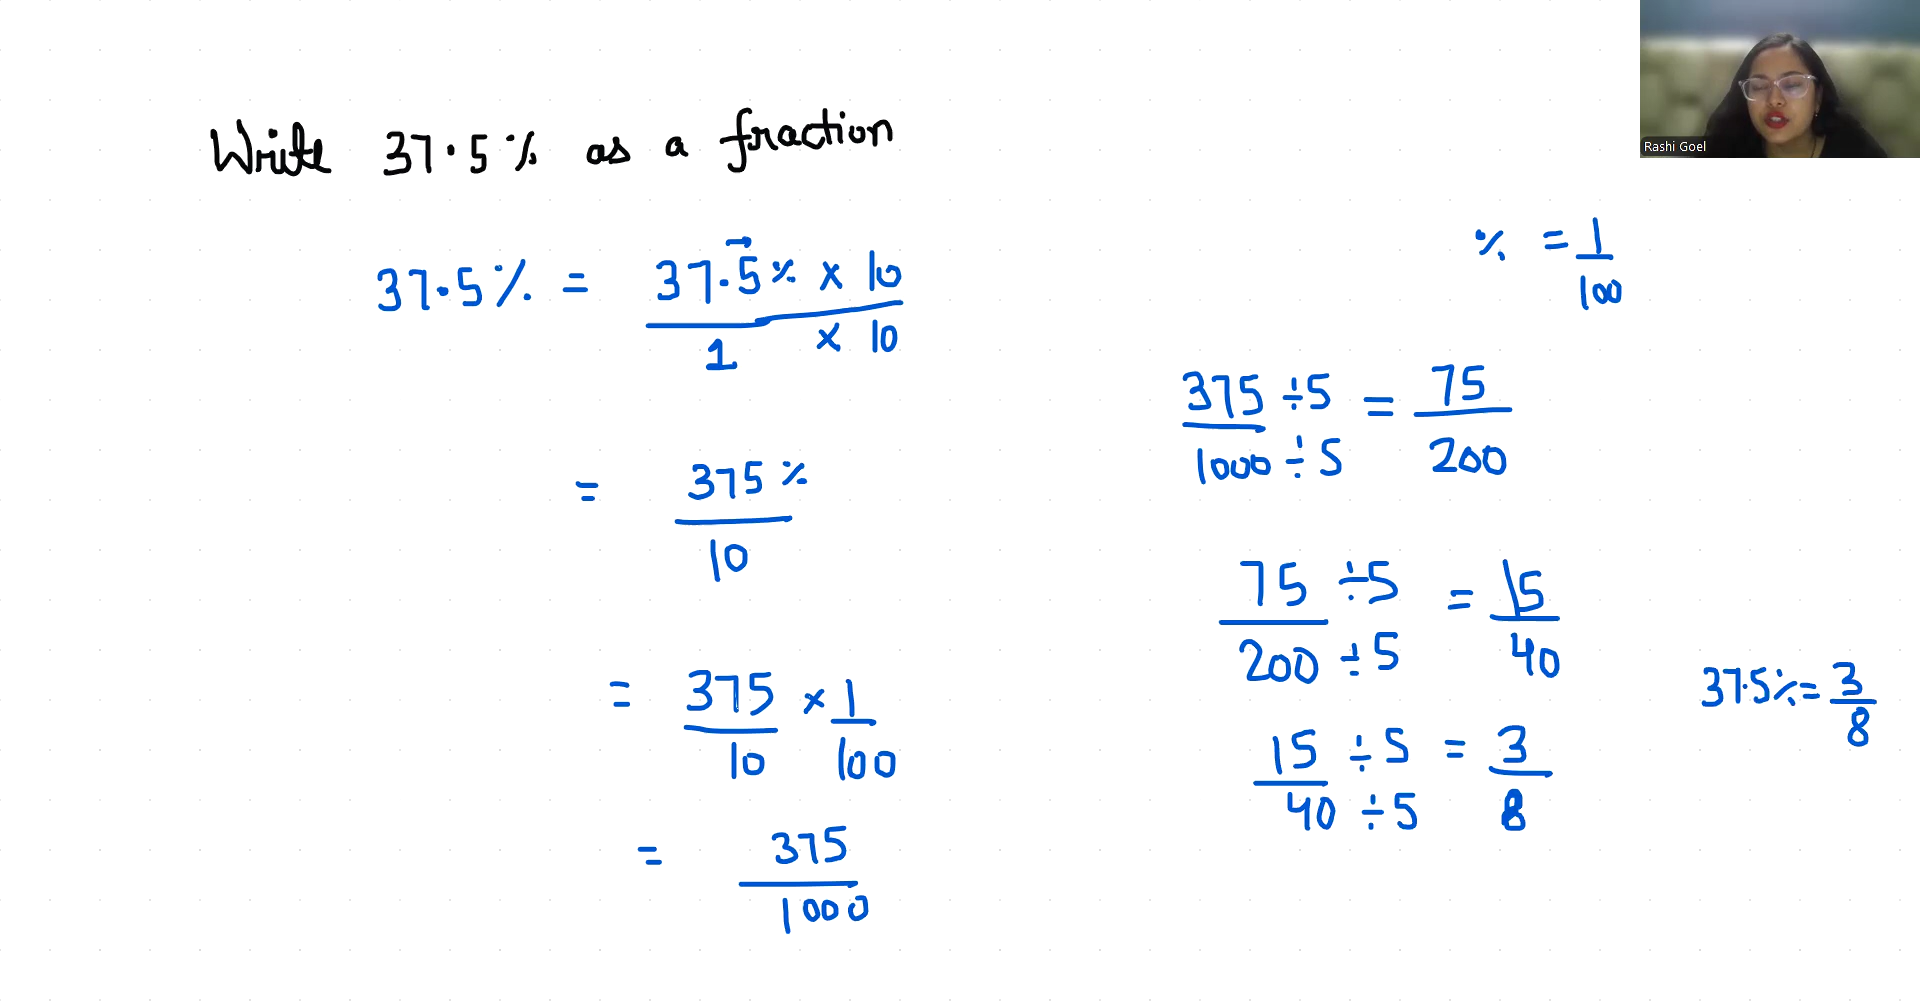 Write 37.5% as a fraction
Rashi Goel
37.5% = 37.5% × 10
1 × 10
= 375%
10
= 375 × 1
10 100
= 375
1000
% = 1
100
375 ÷5 = 75
1000 ÷5 200
75 ÷5 = 15
200 ÷5 40
15 ÷5 = 3
40 ÷5 8
37.5% = 3
8